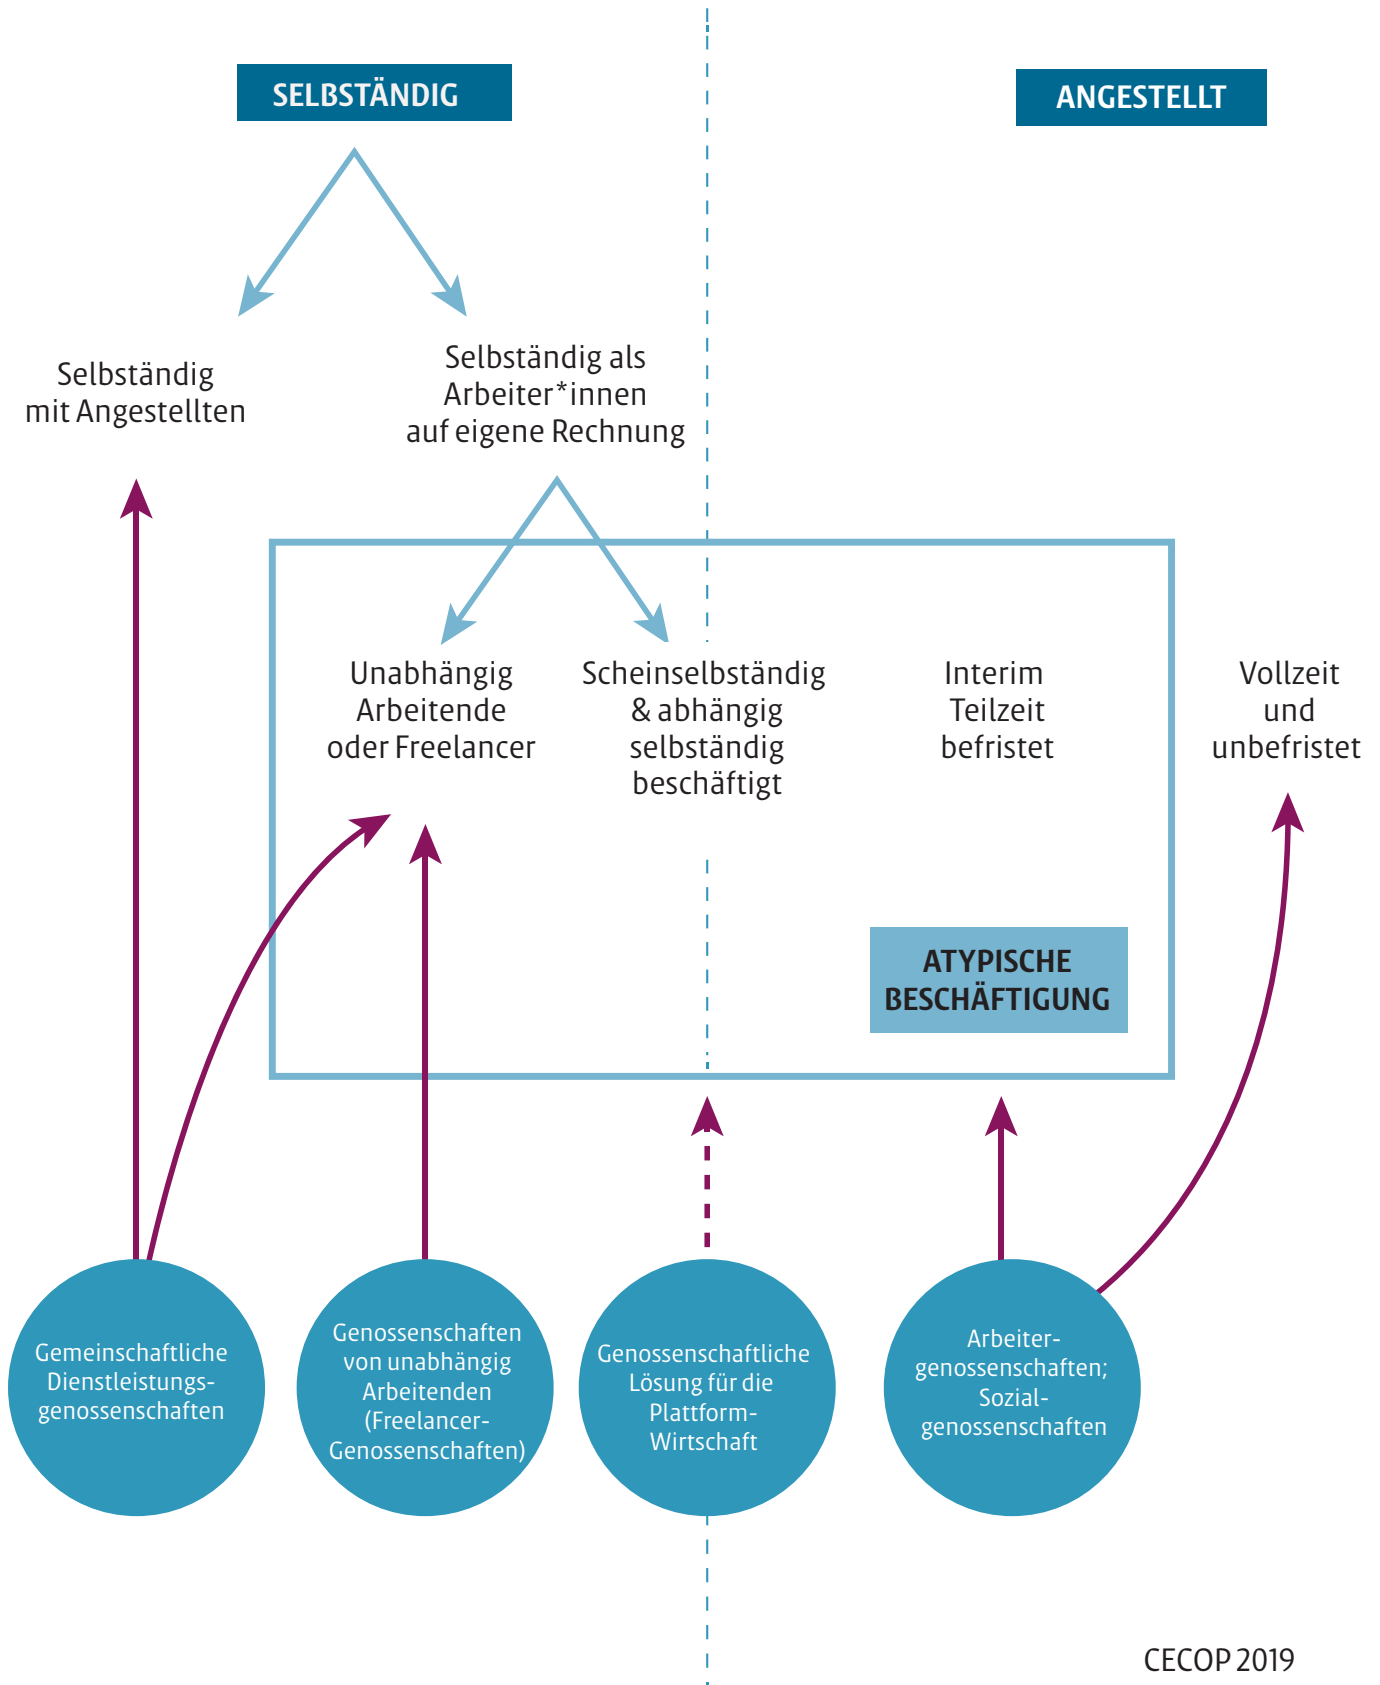 SELBSTÄNDIG
ANGESTELLT
Selbständig
mit Angestellten
Selbständig als
Arbeiter*innen
auf eigene Rechnung
Unabhängig
Arbeitende
oder Freelancer
Scheinselbständig
& abhängig
selbständig
beschäftigt
Interim
Teilzeit
befristet
Vollzeit
und
unbefristet
ATYPISCHE
BESCHÄFTIGUNG
Gemeinschaftliche
Dienstleistungs-
genossenschaften
Genossenschaften
von unabhängig
Arbeitenden
(Freelancer-
Genossenschaften)
Genossenschaftliche
Lösung für die
Plattform-
Wirtschaft
Arbeiter-
genossenschaften;
Sozial-
genossenschaften
CECOP 2019